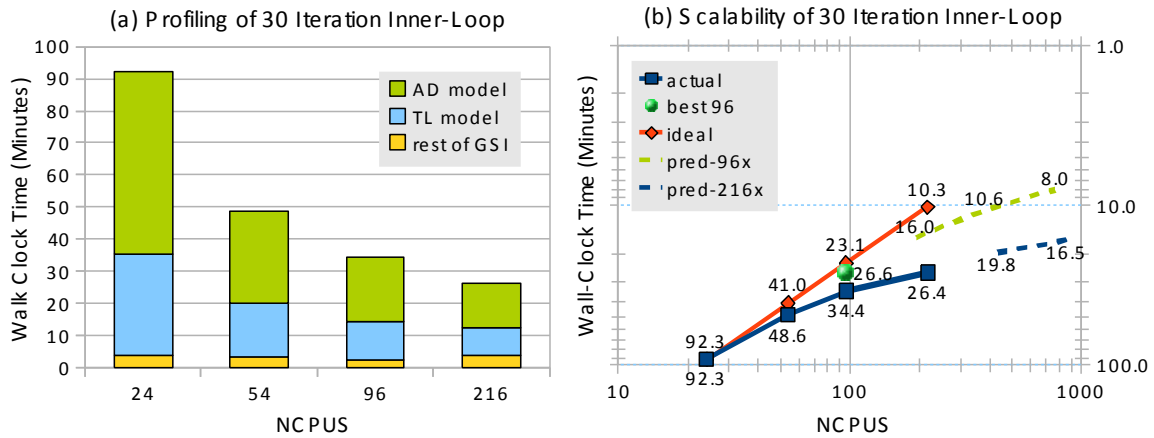 (a) Profiling of 30 Iteration Inner-Loop
100
90
80
70
60
50
40
30
20
10
0
Walk Clock Time (Minutes)
AD model
TL model
rest of GSI
24 54 96 216
NCPUS
(b) Scalability of 30 Iteration Inner-Loop
actual
best 96
ideal
pred-96x
pred-216x
Wall-Clock Time (Minutes)
1.0
10.0
100.0
8.0
10.3
10.6
16.0
23.1
19.8
16.5
26.6
41.0
26.4
34.4
48.6
92.3
92.3
10 100 1000
NCPUS